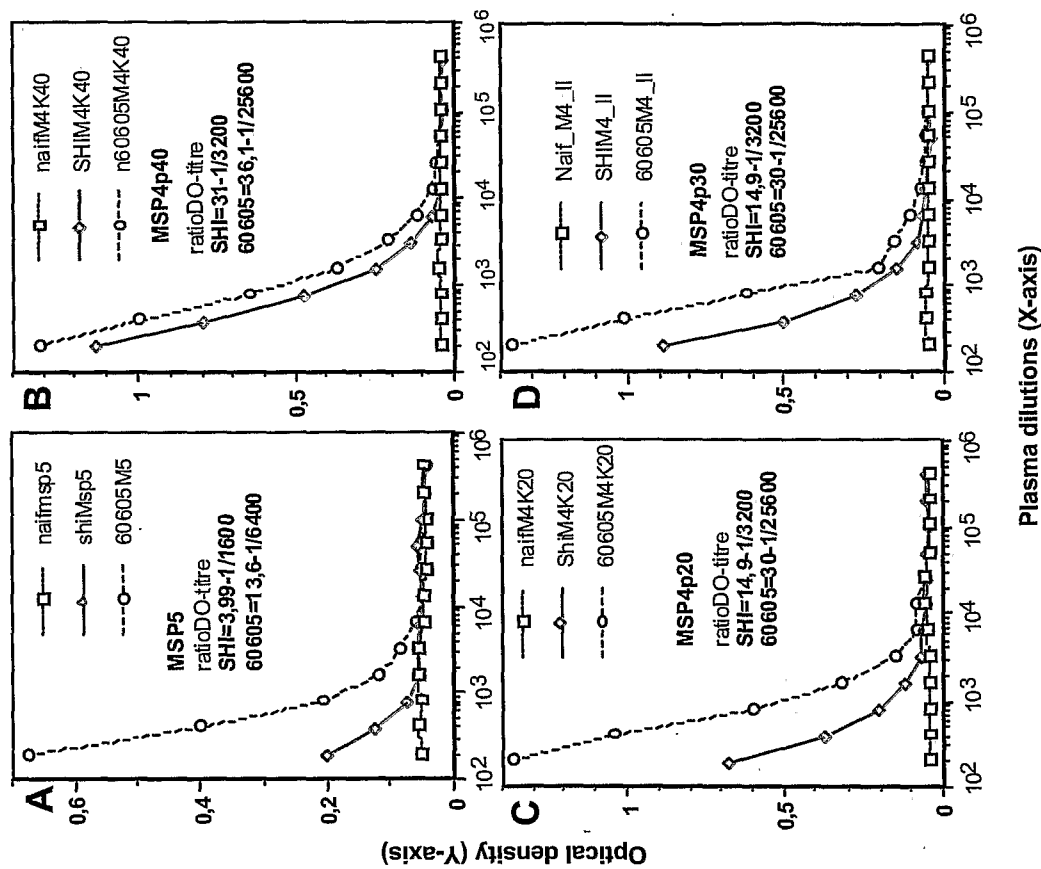 A
0,6
0,4
0,2
0
naifmsp5
shiMsp5
60605M5
MSP5
ratioDO-titre
SHI=3,99-1/1600
60605=13,6-1/6400
10²
10³
10⁴
10⁵
10⁶
B
1
0,5
0
naifM4K40
SHIM4K40
n60605M4K40
MSP4p40
ratioDO-titre
SHI=31-1/3200
60605=36,1-1/25600
10²
10³
10⁴
10⁵
10⁶
C
1
0,5
0
naifM4K20
ShiM4K20
60605M4K20
MSP4p20
ratioDO-titre
SHI=14,9-1/3200
60605=30-1/25600
10²
10³
10⁴
10⁵
10⁶
D
1
0,5
0
Naif_M4_II
SHIM4_II
60605M4_II
MSP4p30
ratioDO-titre
SHI=14,9-1/3200
60605=30-1/25600
10²
10³
10⁴
10⁵
10⁶
Optical density (Y-axis)
Plasma dilutions (X-axis)